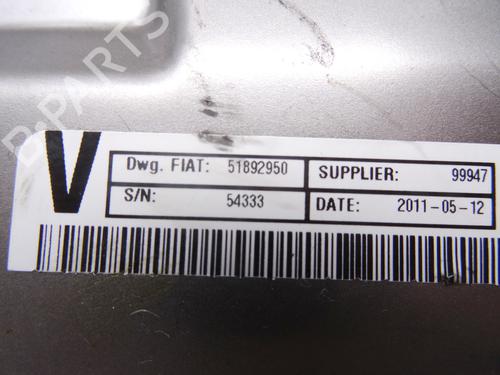 B-PARTS
V
Dwg. FIAT: 51892950 SUPPLIER: 99947
S/N: 54333 DATE: 2011-05-12